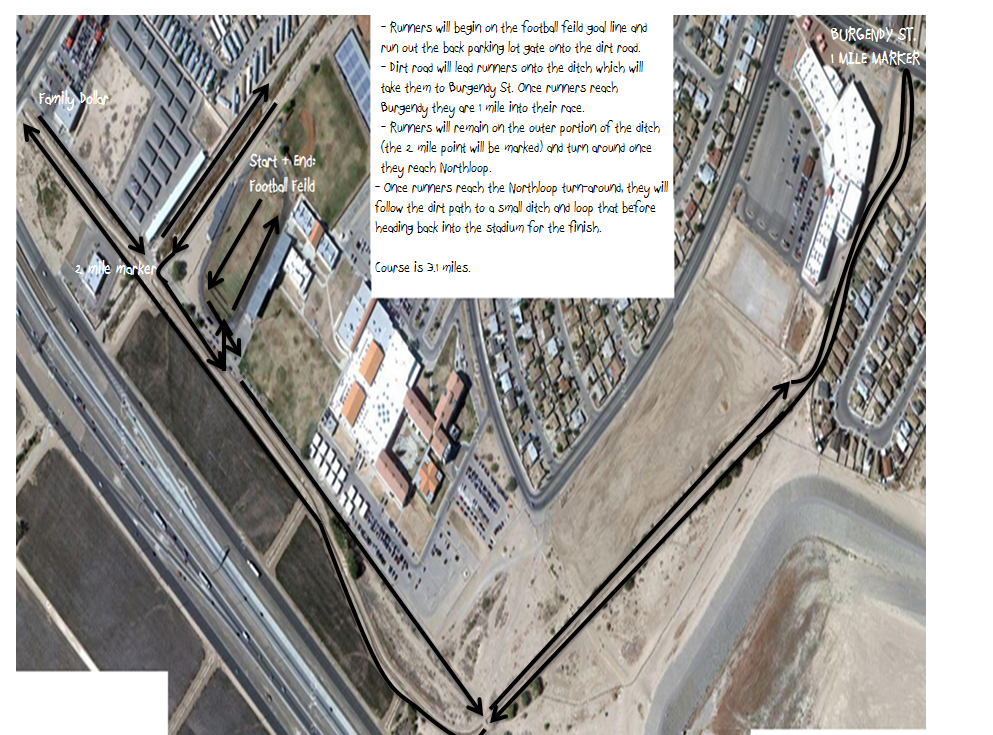 - Runners will begin on the football feild goal line and
run out the back parking lot gate onto the dirt road.
- Dirt road will lead runners onto the ditch which will
take them to Burgendy St. Once runners reach
Burgendy they are 1 mile into their race.
- Runners will remain on the outer portion of the ditch
(the 2 mile point will be marked) and turn around once
they reach Northloop.
- Once runners reach the Northloop turn-around, they will
follow the dirt path to a small ditch and loop that before
heading back into the stadium for the finish.
Course is 3.1 miles.
BURGENDY ST.
1 MILE MARKER
Family Dollar
Start + End:
Football Feild
2 mile marker